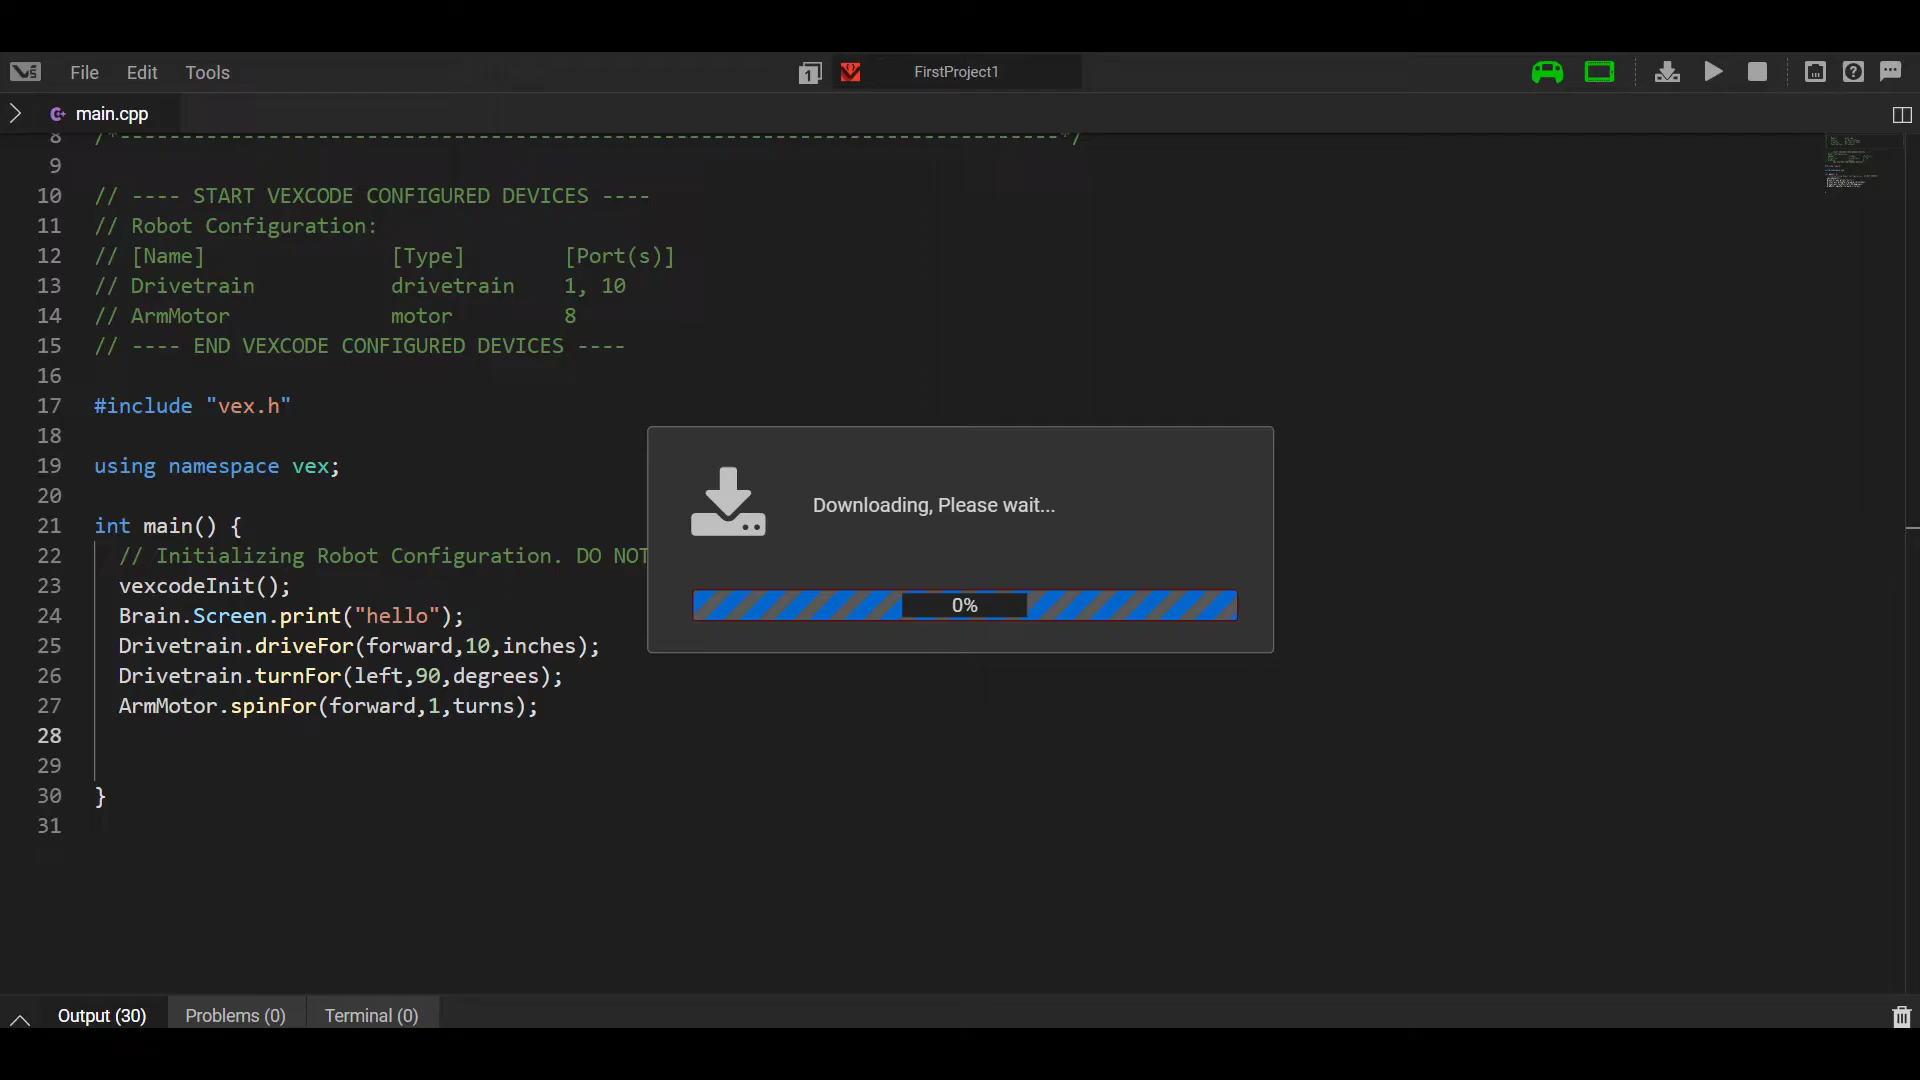 File Edit Tools 1 FirstProject1
main.cpp
8 /*----------------------------------------------------------------------------*/
9
10 // ---- START VEXCODE CONFIGURED DEVICES ----
11 // Robot Configuration:
12 // [Name] [Type] [Port(s)]
13 // Drivetrain drivetrain 1, 10
14 // ArmMotor motor 8
15 // ---- END VEXCODE CONFIGURED DEVICES ----
16
17 #include "vex.h"
18
19 using namespace vex;
20
21 int main() {
22 // Initializing Robot Configuration. DO NOT
23 vexcodeInit();
24 Brain.Screen.print("hello");
25 Drivetrain.driveFor(forward,10,inches);
26 Drivetrain.turnFor(left,90,degrees);
27 ArmMotor.spinFor(forward,1,turns);
28
29
30 }
31
Downloading, Please wait...
0%
Output (30) Problems (0) Terminal (0)